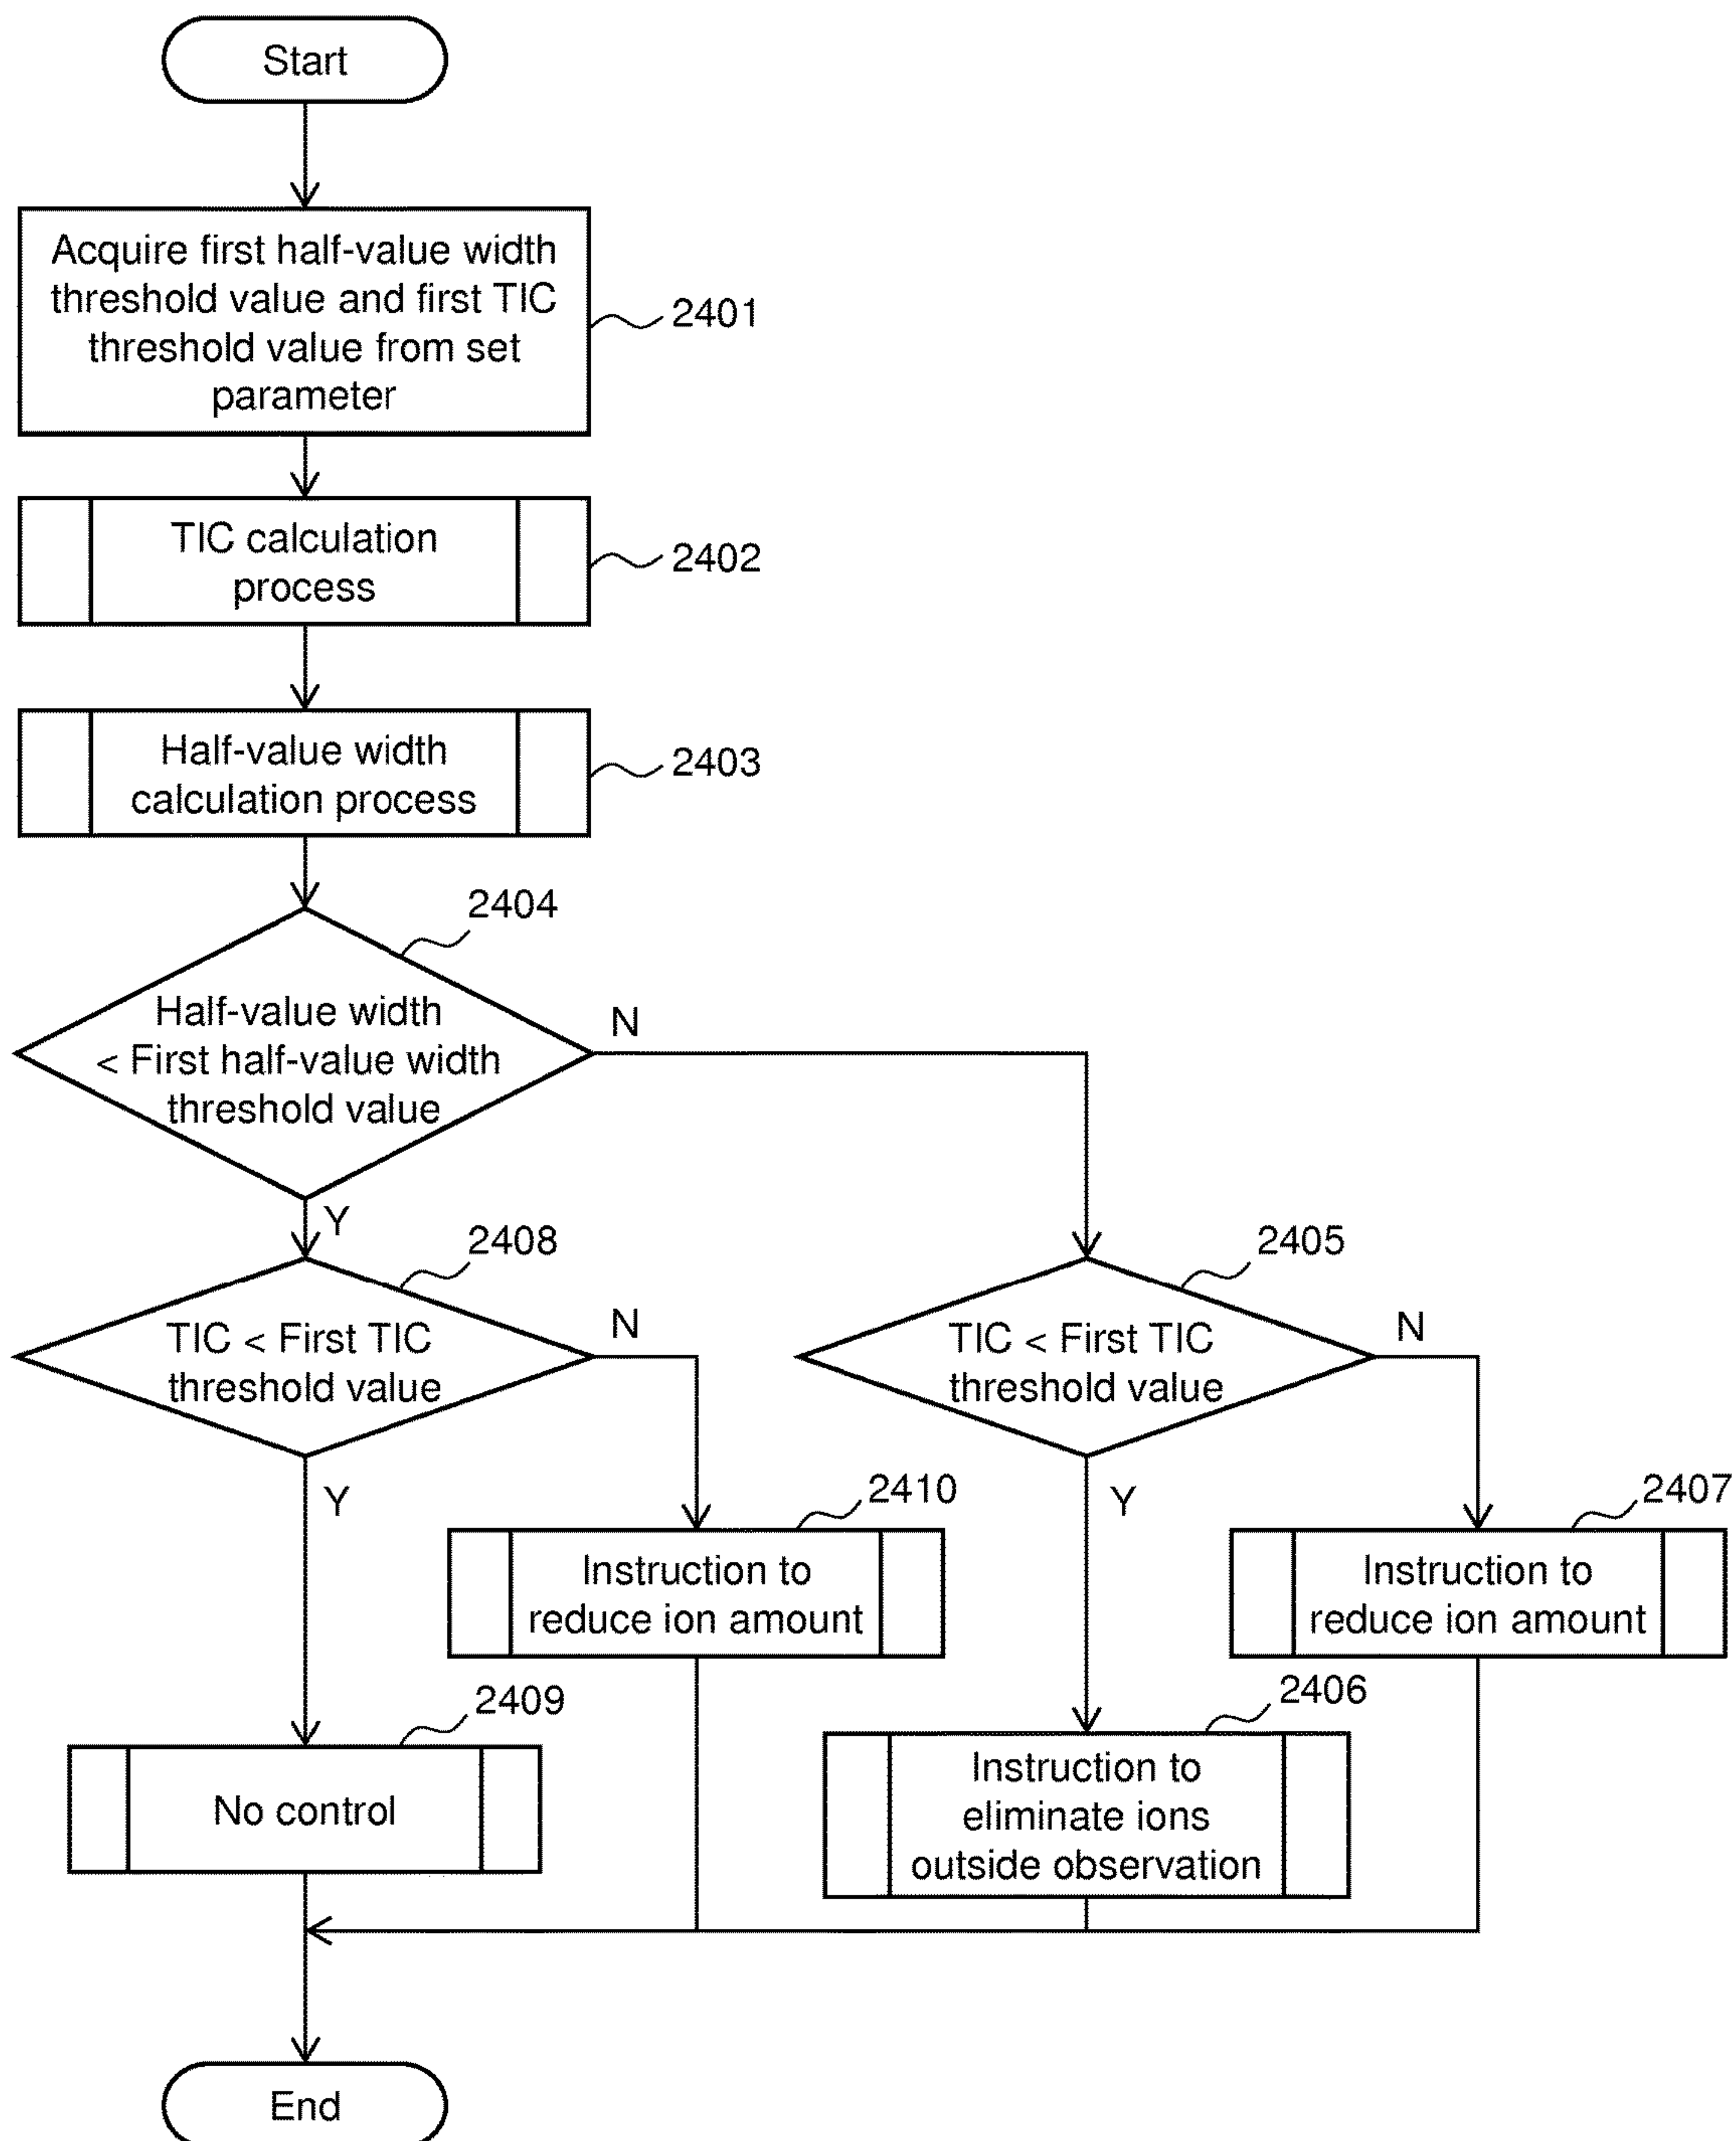 Start
Acquire first half-value width
threshold value and first TIC
threshold value from set
parameter
2401
TIC calculation
process
2402
Half-value width
calculation process
2403
2404
Half-value width
< First half-value width
threshold value
N
Y
2408
TIC < First TIC
threshold value
N
Y
2405
TIC < First TIC
threshold value
N
Y
2410
Instruction to
reduce ion amount
2407
Instruction to
reduce ion amount
2409
No control
2406
Instruction to
eliminate ions
outside observation
End